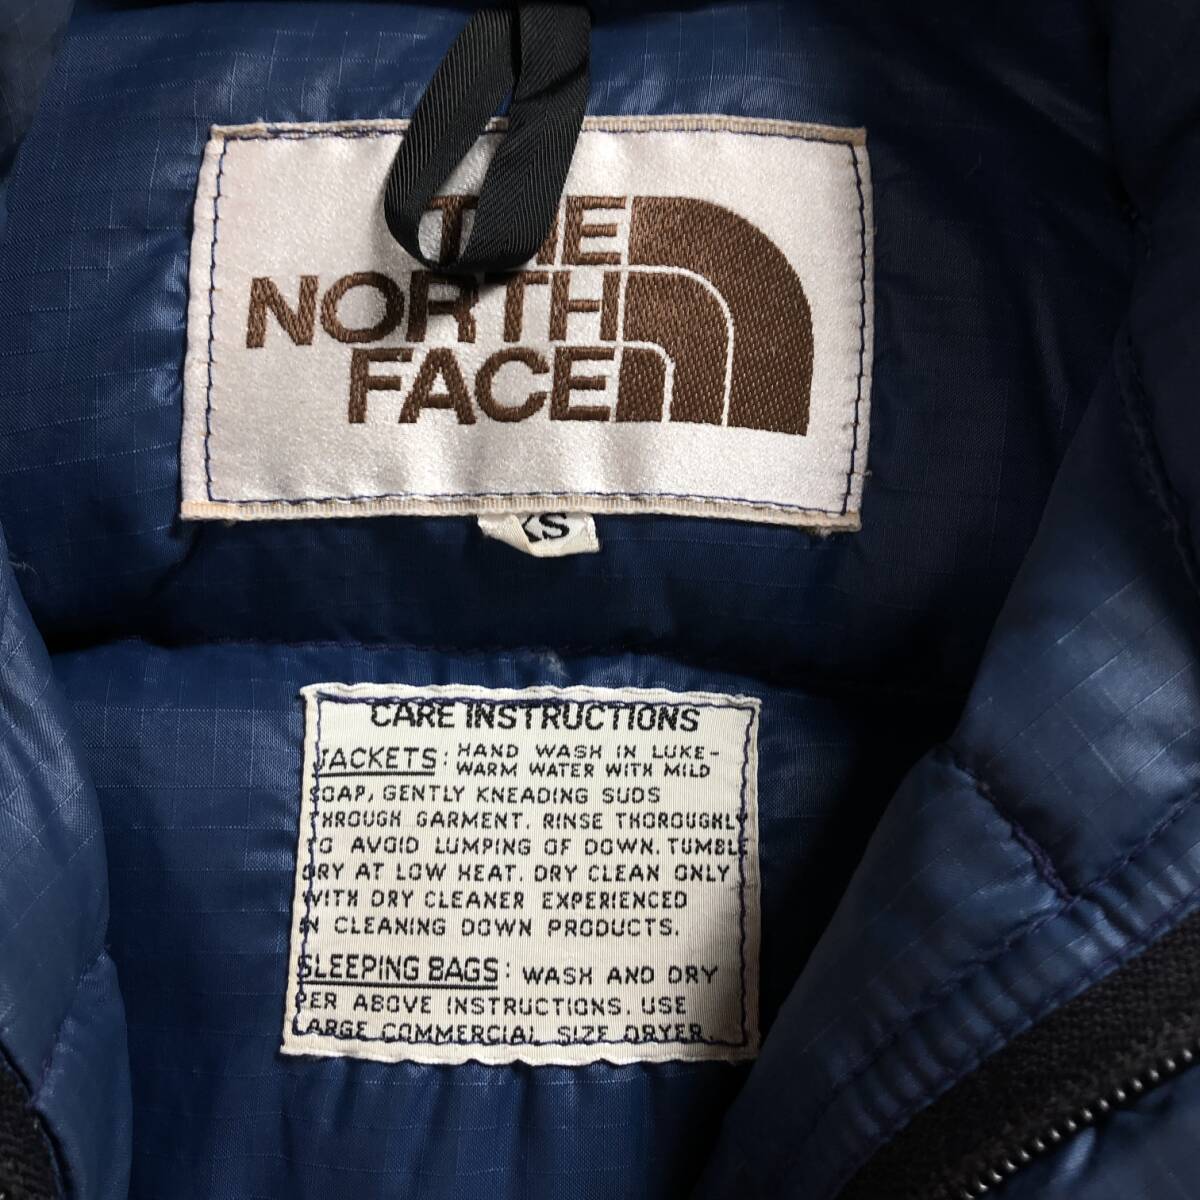 THE
NORTH
FACE
XS
CARE INSTRUCTIONS
JACKETS: HAND WASH IN LUKE-
WARM WATER WITH MILD
SOAP, GENTLY KNEADING SUDS
THROUGH GARMENT. RINSE THOROUGHLY
TO AVOID LUMPING OF DOWN. TUMBLE
DRY AT LOW HEAT. DRY CLEAN ONLY
WITH DRY CLEANER EXPERIENCED
IN CLEANING DOWN PRODUCTS.
SLEEPING BAGS: WASH AND DRY
PER ABOVE INSTRUCTIONS. USE
LARGE COMMERCIAL SIZE DRYER.